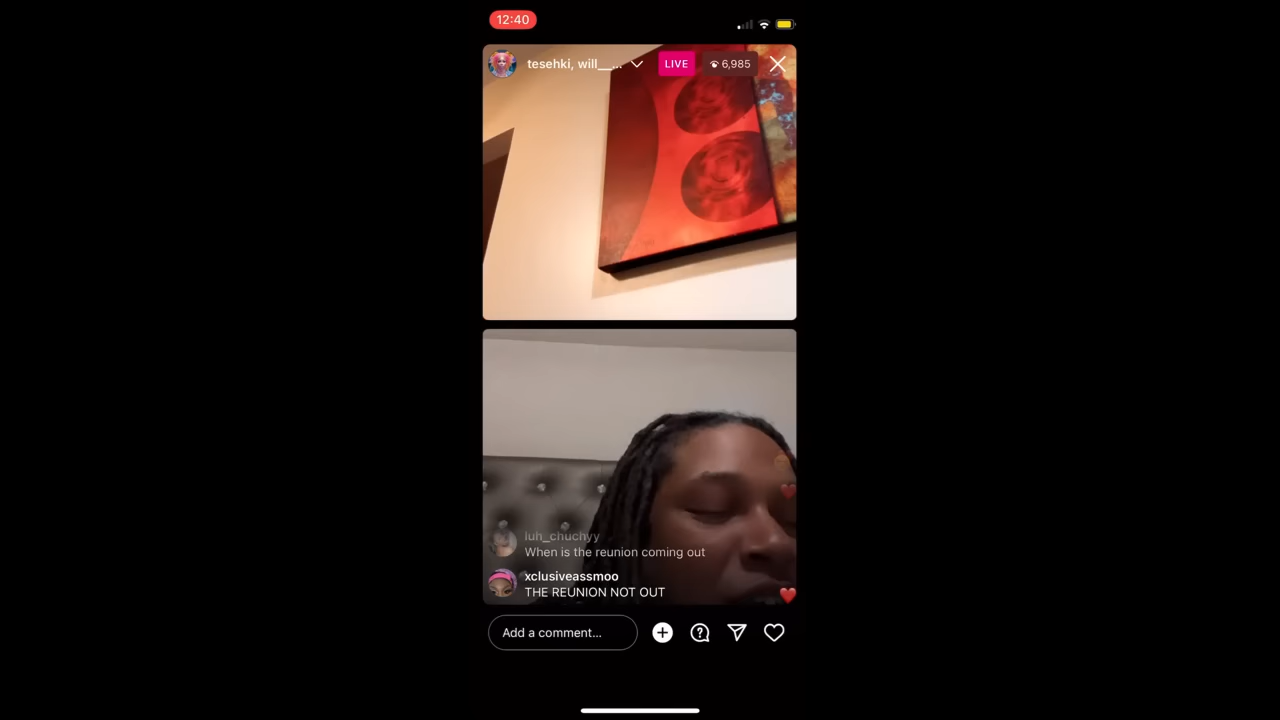 12:40
tesehki, will__... LIVE 6,985
luh_chuchyy
When is the reunion coming out
xclusiveassmoo
THE REUNION NOT OUT
Add a comment...